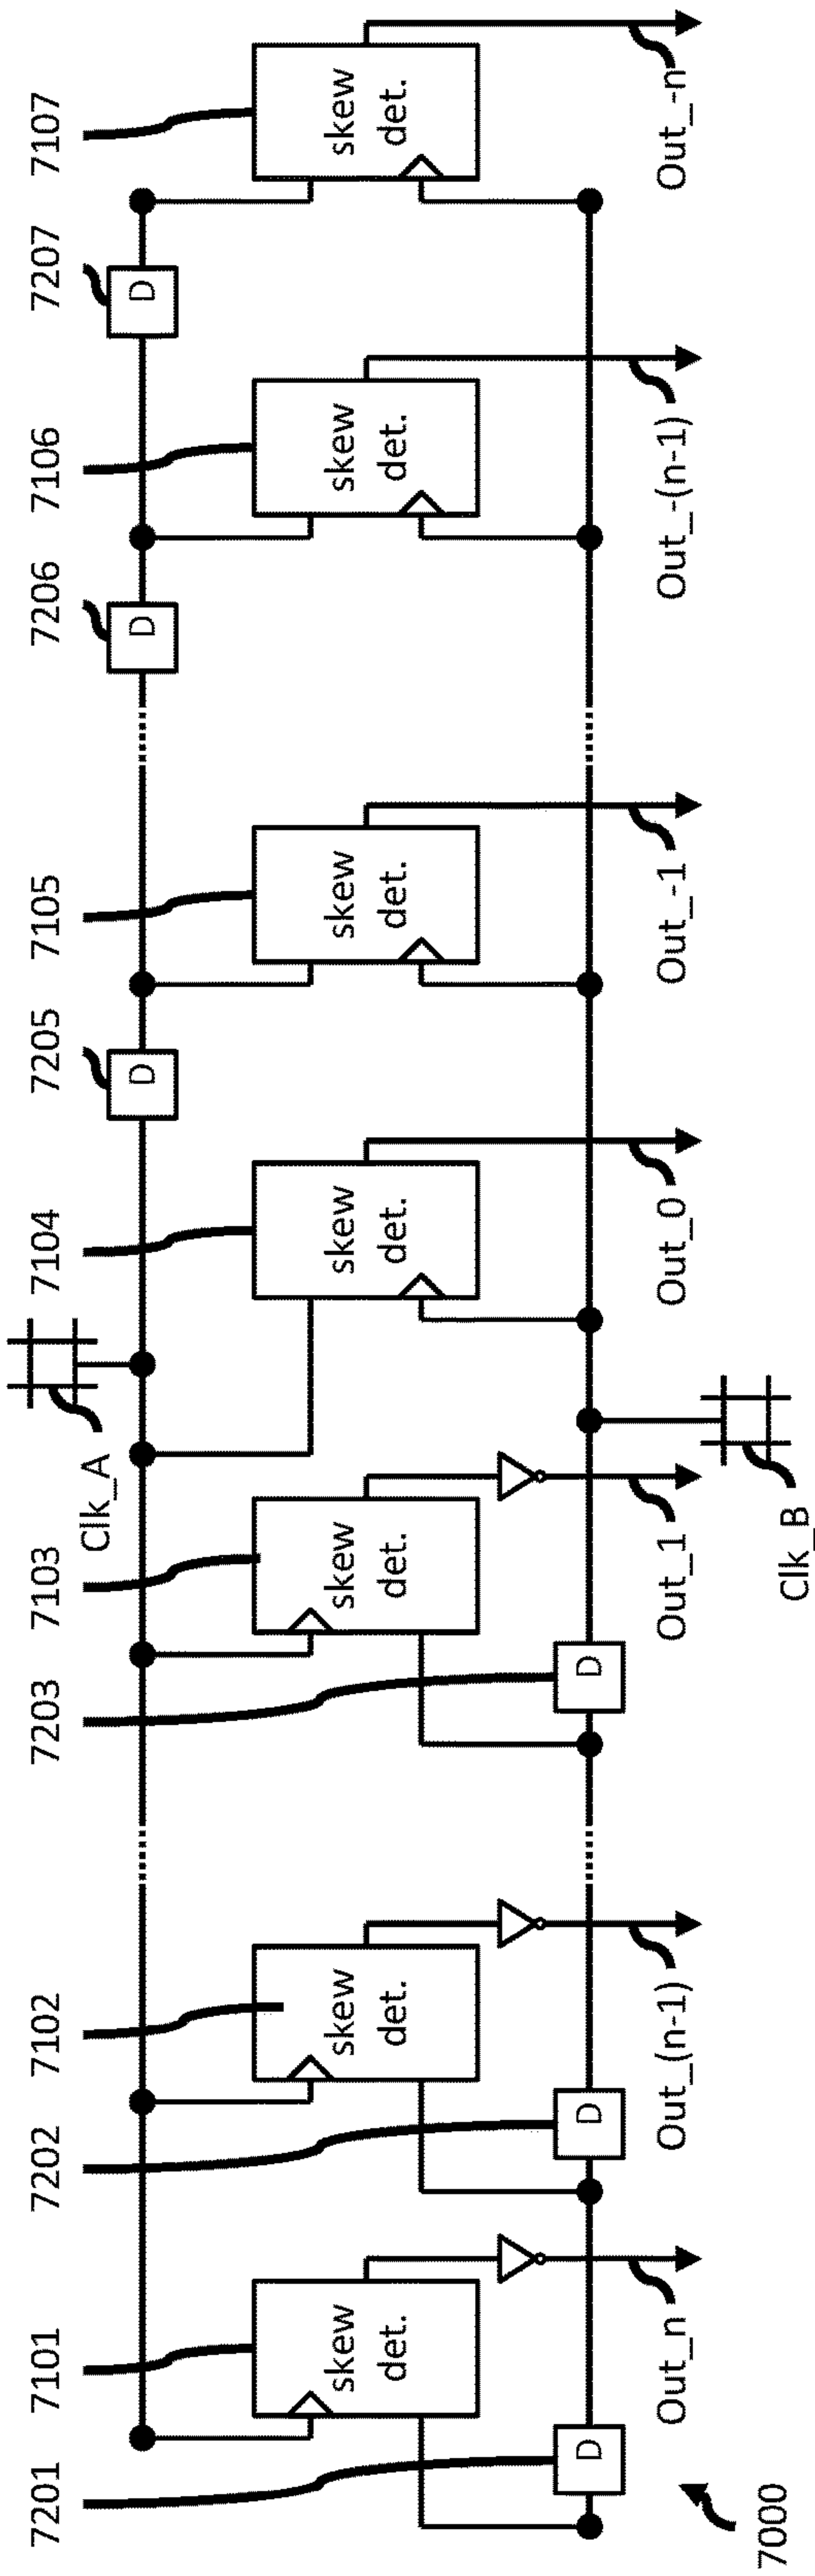 7201
7101
7202
7102
7203
7103
Clk_A
7104
7205
7105
7206
7106
7207
7107
skew
det.
skew
det.
skew
det.
skew
det.
skew
det.
skew
det.
skew
det.
D
D
D
D
D
D
Out_n
Out_(n-1)
Out_1
Out_0
Out_-1
Out_-(n-1)
Out_-n
Clk_B
7000